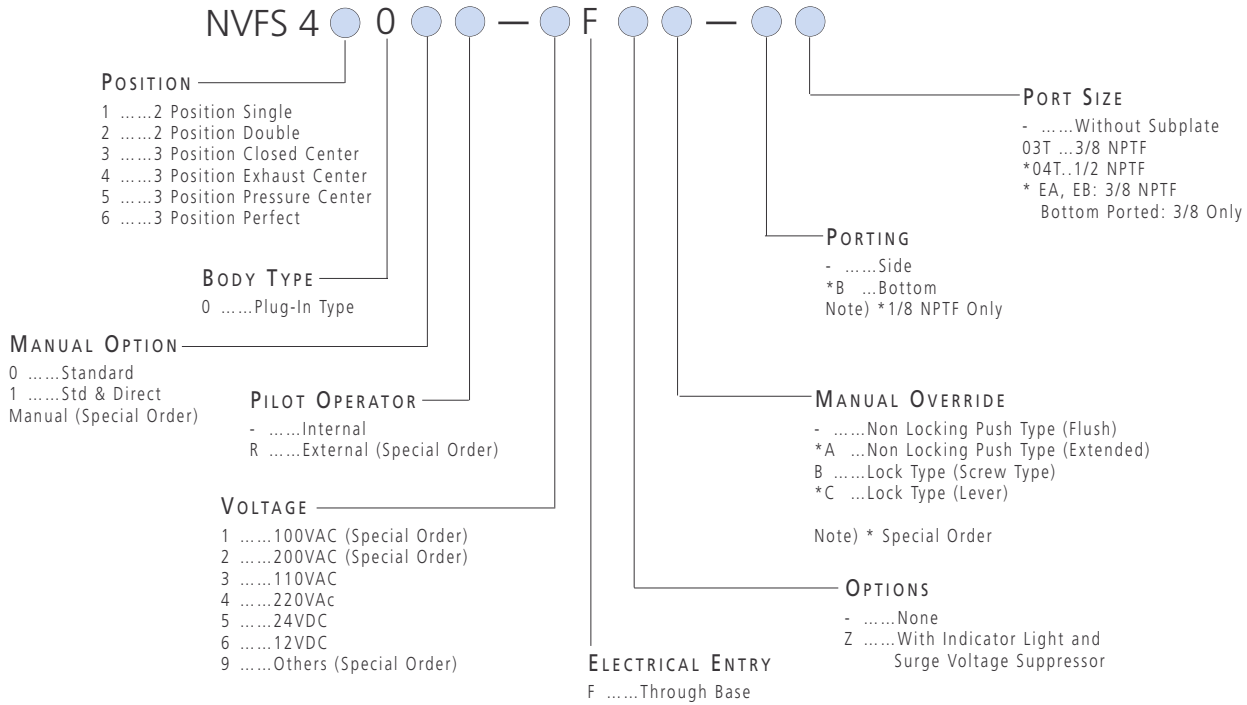 NVFS 4 0 — F —
POSITION
1 ......2 Position Single
2 ......2 Position Double
3 ......3 Position Closed Center
4 ......3 Position Exhaust Center
5 ......3 Position Pressure Center
6 ......3 Position Perfect
BODY TYPE
0 ......Plug-In Type
MANUAL OPTION
0 ......Standard
1 ......Std & Direct
Manual (Special Order)
PILOT OPERATOR
- ......Internal
R ......External (Special Order)
VOLTAGE
1 ......100VAC (Special Order)
2 ......200VAC (Special Order)
3 ......110VAC
4 ......220VAc
5 ......24VDC
6 ......12VDC
9 ......Others (Special Order)
ELECTRICAL ENTRY
F ......Through Base
OPTIONS
- ......None
Z ......With Indicator Light and
Surge Voltage Suppressor
MANUAL OVERRIDE
- ......Non Locking Push Type (Flush)
*A ...Non Locking Push Type (Extended)
B ......Lock Type (Screw Type)
*C ...Lock Type (Lever)
Note) * Special Order
PORTING
- ......Side
*B ...Bottom
Note) *1/8 NPTF Only
PORT SIZE
- ......Without Subplate
03T ...3/8 NPTF
*04T..1/2 NPTF
* EA, EB: 3/8 NPTF
Bottom Ported: 3/8 Only